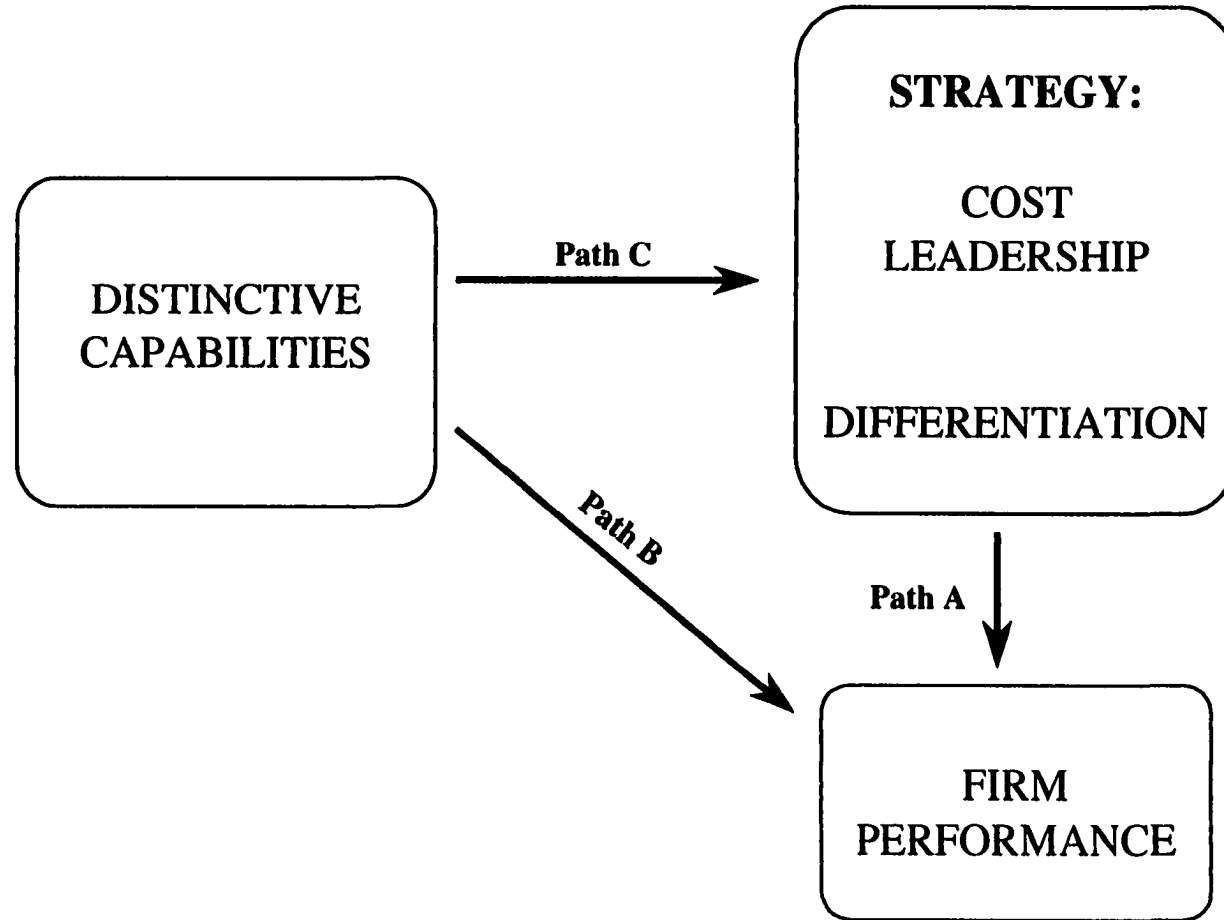 STRATEGY:
COST
LEADERSHIP
DIFFERENTIATION
Path C
DISTINCTIVE
CAPABILITIES
Path B
Path A
FIRM
PERFORMANCE